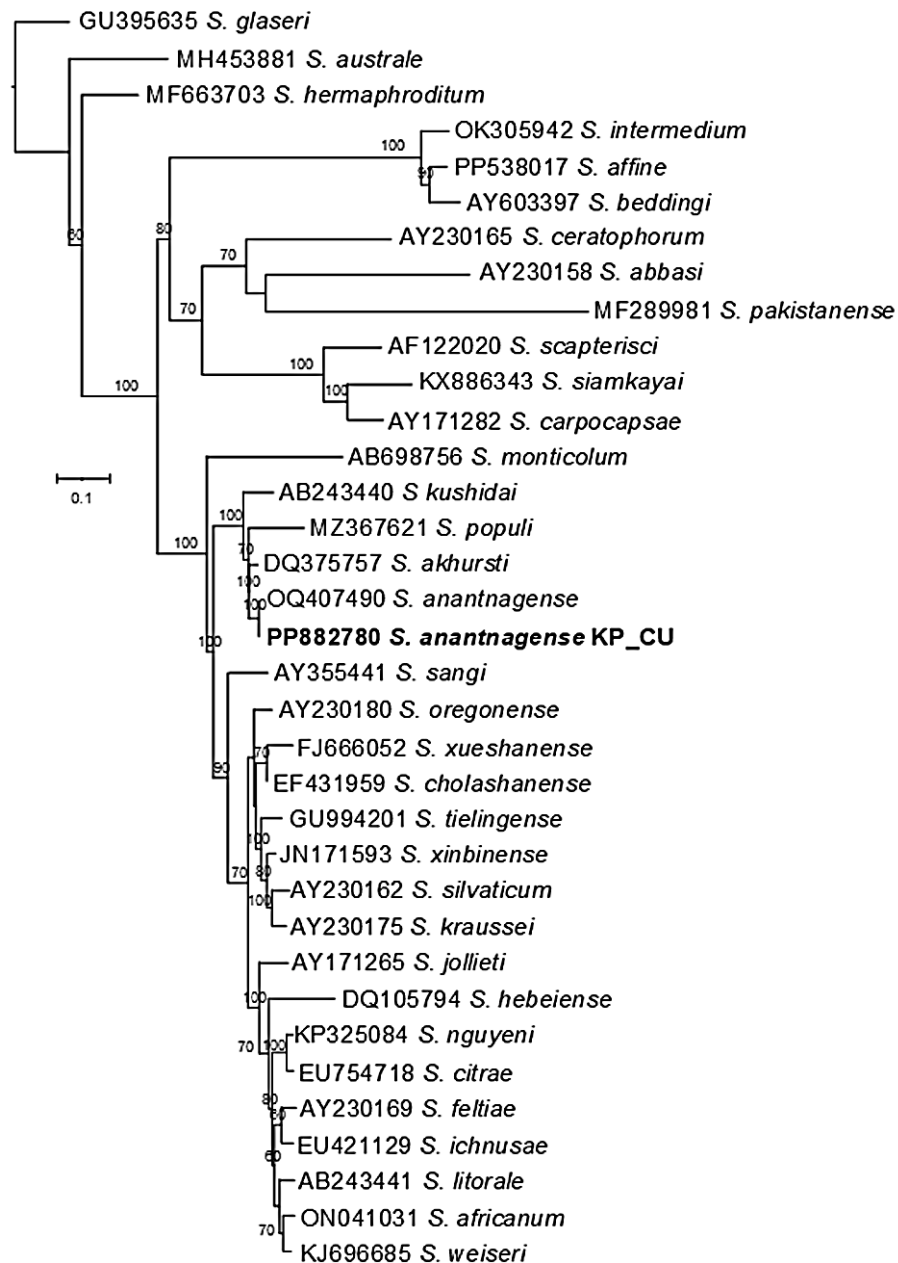 GU395635 S. glaseri
MH453881 S. australe
MF663703 S. hermaphroditum
OK305942 S. intermedium
100
PP538017 S. affine
90
AY603397 S. beddingi
80
60
AY230165 S. ceratophorum
70
AY230158 S. abbasi
70
MF289981 S. pakistanense
AF122020 S. scapterisci
100
KX886343 S. siamkayai
100
100
AY171282 S. carpocapsae
AB698756 S. monticolum
0.1
AB243440 S kushidai
100
MZ367621 S. populi
100
70
DQ375757 S. akhursti
100
OQ407490 S. anantnagense
100
PP882780 S. anantnagense KP_CU
100
AY355441 S. sangi
AY230180 S. oregonense
FJ666052 S. xueshanense
70
90
EF431959 S. cholashanense
GU994201 S. tielingense
100
JN171593 S. xinbinense
70
80
AY230162 S. silvaticum
100
AY230175 S. kraussei
AY171265 S. jollieti
100
DQ105794 S. hebeiense
KP325084 S. nguyeni
70
100
EU754718 S. citrae
80
AY230169 S. feltiae
60
EU421129 S. ichnusae
60
AB243441 S. litorale
ON041031 S. africanum
70
KJ696685 S. weiseri